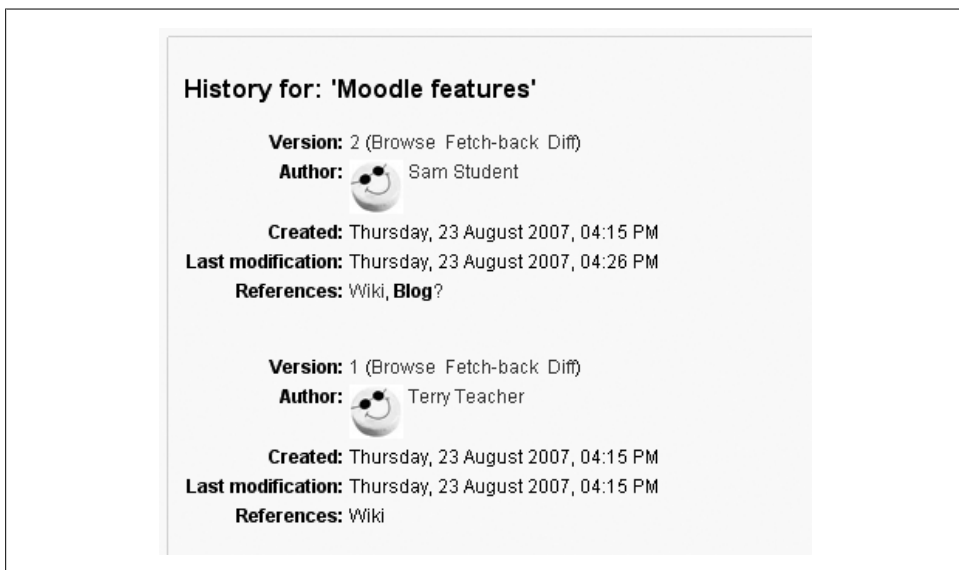 History for: 'Moodle features'
Version: 2 (Browse Fetch-back Diff)
Author: Sam Student
Created: Thursday, 23 August 2007, 04:15 PM
Last modification: Thursday, 23 August 2007, 04:26 PM
References: Wiki, Blog?
Version: 1 (Browse Fetch-back Diff)
Author: Terry Teacher
Created: Thursday, 23 August 2007, 04:15 PM
Last modification: Thursday, 23 August 2007, 04:15 PM
References: Wiki